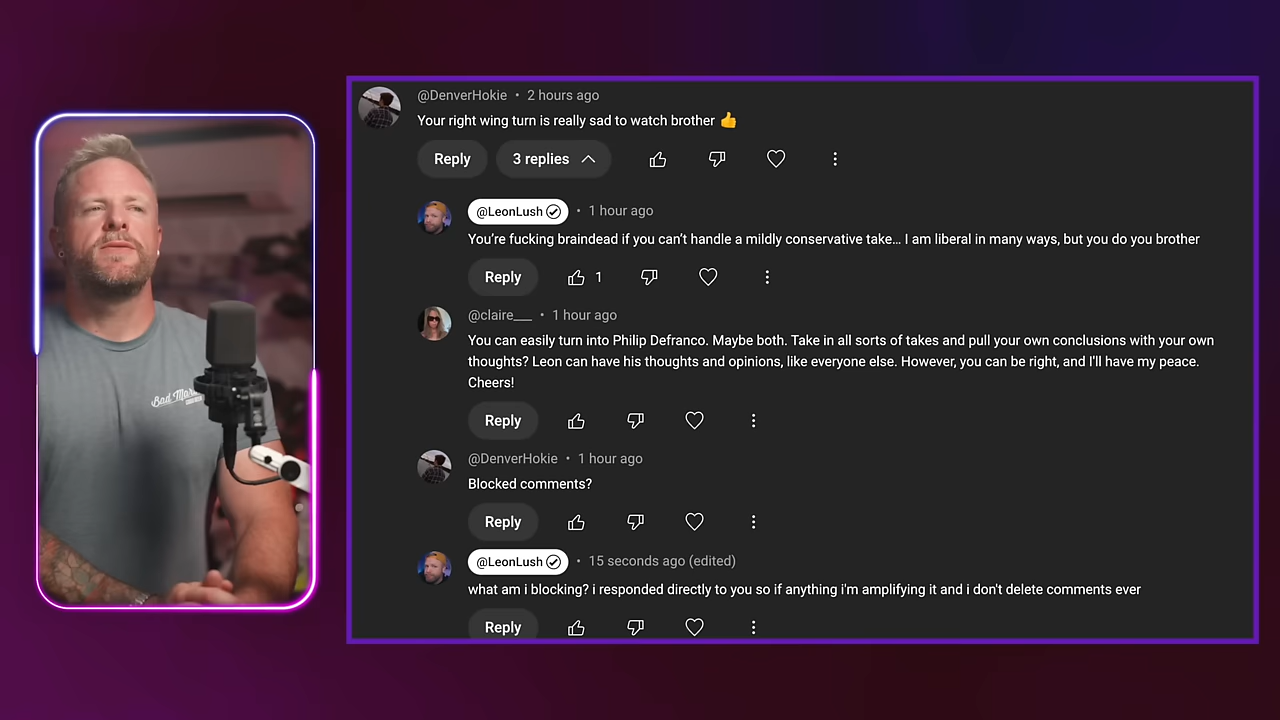 @DenverHokie • 2 hours ago
Your right wing turn is really sad to watch brother 👍
Reply 3 replies
@LeonLush • 1 hour ago
You're fucking braindead if you can't handle a mildly conservative take... I am liberal in many ways, but you do you brother
Reply 1
@claire___ • 1 hour ago
You can easily turn into Philip Defranco. Maybe both. Take in all sorts of takes and pull your own conclusions with your own
thoughts? Leon can have his thoughts and opinions, like everyone else. However, you can be right, and I'll have my peace.
Cheers!
Reply
@DenverHokie • 1 hour ago
Blocked comments?
Reply
@LeonLush • 15 seconds ago (edited)
what am i blocking? i responded directly to you so if anything i'm amplifying it and i don't delete comments ever
Reply
Bad